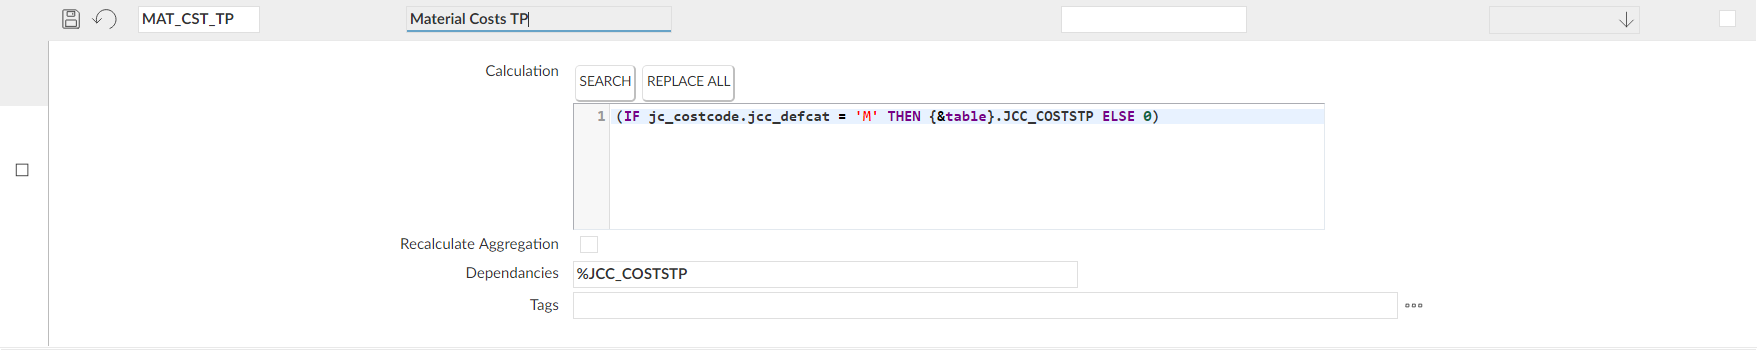 MAT_CST_TP Material Costs TP
Calculation SEARCH REPLACE ALL
1 (IF jc_costcode.jcc_defcat = 'M' THEN {&table}.JCC_COSTSTP ELSE 0)
Recalculate Aggregation
Dependancies %JCC_COSTSTP
Tags